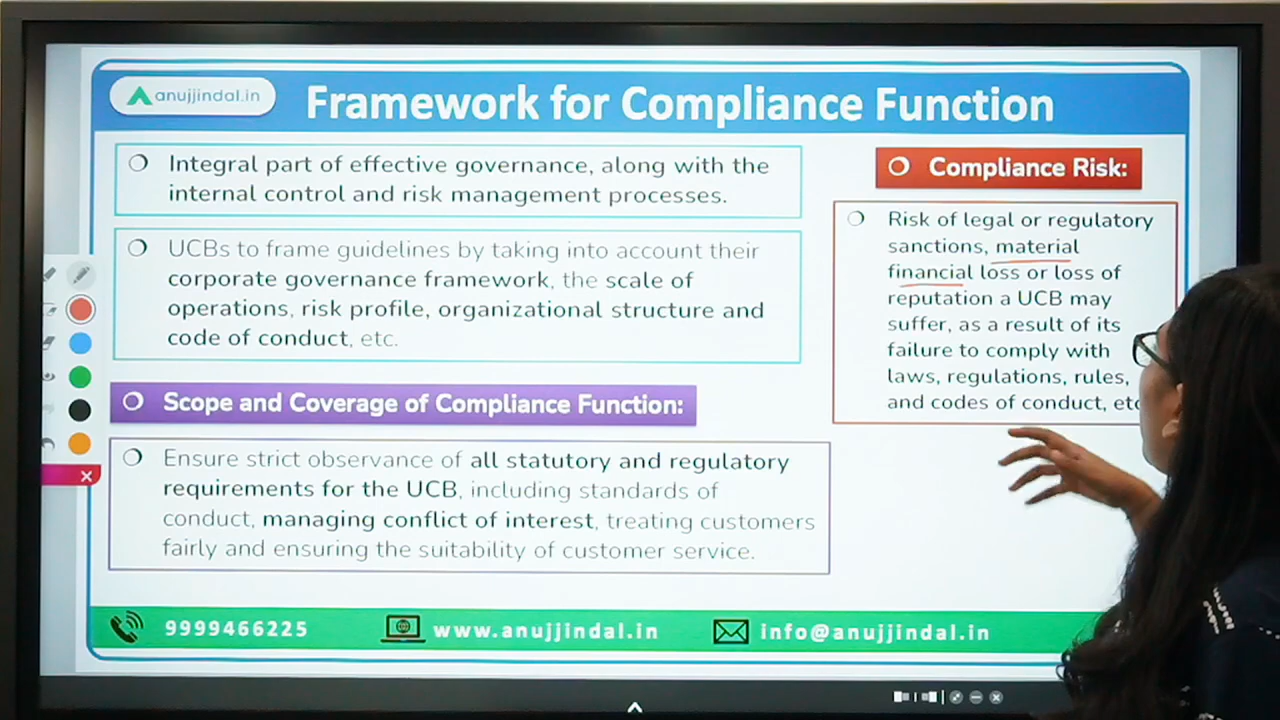 anujjindal.in
Framework for Compliance Function
Integral part of effective governance, along with the
internal control and risk management processes.
UCBs to frame guidelines by taking into account their
corporate governance framework, the scale of
operations, risk profile, organizational structure and
code of conduct, etc.
Scope and Coverage of Compliance Function:
Ensure strict observance of all statutory and regulatory
requirements for the UCB, including standards of
conduct, managing conflict of interest, treating customers
fairly and ensuring the suitability of customer service.
Compliance Risk:
Risk of legal or regulatory
sanctions, material
financial loss or loss of
reputation a UCB may
suffer, as a result of its
failure to comply with
laws, regulations, rules,
and codes of conduct, etc
9999466225
www.anujjindal.in
info@anujjindal.in